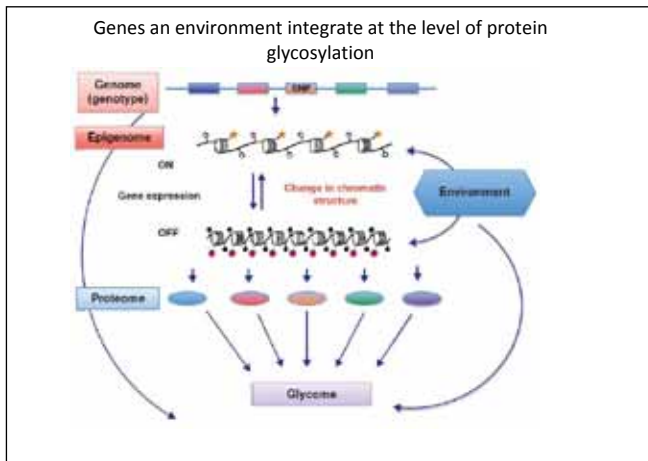 Genes an environment integrate at the level of protein
glycosylation
Genome
(genotype)
SNP
Epigenome
ON
Gene expression
Change in chromatin
structure
Environment
OFF
Proteome
Glycome